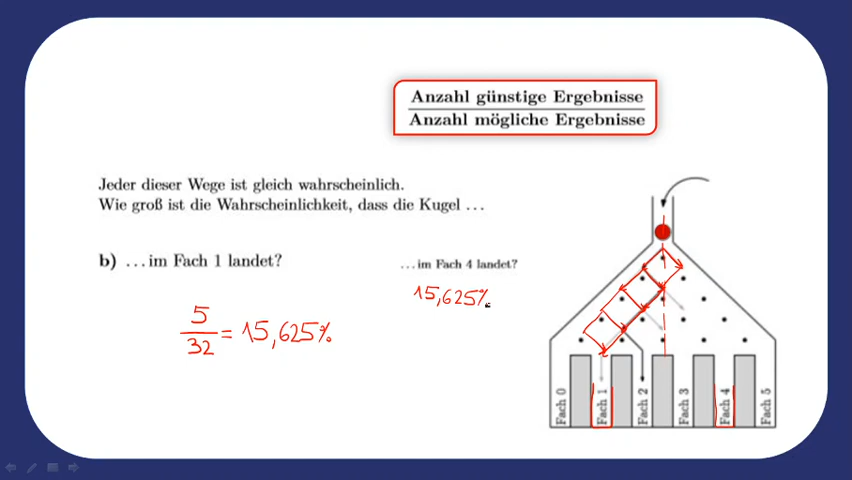 Anzahl günstige Ergebnisse
Anzahl mögliche Ergebnisse
Jeder dieser Wege ist gleich wahrscheinlich.
Wie groß ist die Wahrscheinlichkeit, dass die Kugel ...
b) ...im Fach 1 landet?
...im Fach 4 landet?
15,625%
5
32 = 15,625%
Fach 0
Fach 1
Fach 2
Fach 3
Fach 4
Fach 5